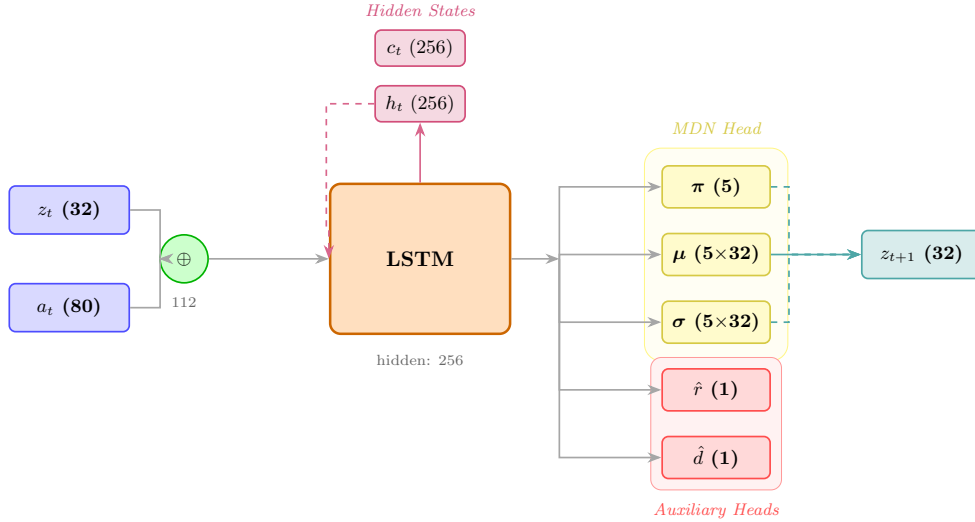 Hidden States
c_t (256)
h_t (256)
MDN Head
π (5)
z_t (32)
μ (5×32)
z_{t+1} (32)
⊕
LSTM
a_t (80)
112
σ (5×32)
hidden: 256
r̂ (1)
d̂ (1)
Auxiliary Heads